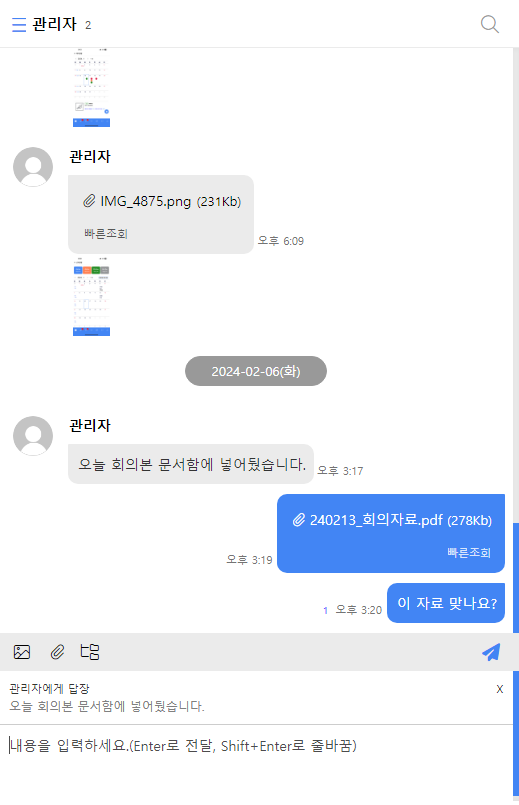 관리자 2
관리자
IMG_4875.png (231Kb)
빠른조회
오후 6:09
2024-02-06(화)
관리자
오늘 회의본 문서함에 넣어뒀습니다.
오후 3:17
240213_회의자료.pdf (278Kb)
빠른조회
오후 3:19
이 자료 맞나요?
1 오후 3:20
관리자에게 답장 X
오늘 회의본 문서함에 넣어뒀습니다.
내용을 입력하세요.(Enter로 전달, Shift+Enter로 줄바꿈)